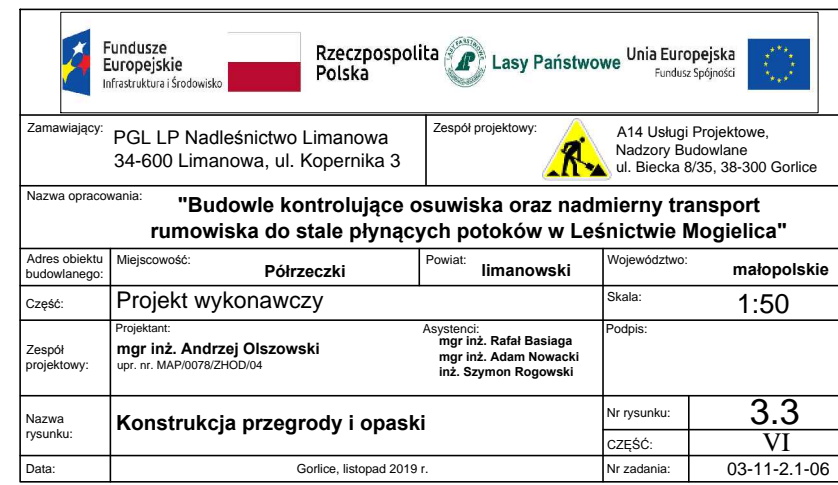 Fundusze
Europejskie
Infrastruktura i Środowisko
Rzeczpospolita
Polska
Lasy Państwowe
Unia Europejska
Fundusz Spójności
Zamawiający:
PGL LP Nadleśnictwo Limanowa
34-600 Limanowa, ul. Kopernika 3
Zespół projektowy:
A14 Usługi Projektowe,
Nadzory Budowlane
ul. Biecka 8/35, 38-300 Gorlice
Nazwa opracowania:
"Budowle kontrolujące osuwiska oraz nadmierny transport
rumowiska do stale płynących potoków w Leśnictwie Mogielica"
Adres obiektu
budowlanego:
Miejscowość:
Półrzeczki
Powiat:
limanowski
Województwo:
małopolskie
Część:
Projekt wykonawczy
Skala:
1:50
Zespół
projektowy:
Projektant:
mgr inż. Andrzej Olszowski
upr. nr. MAP/0078/ZHOD/04
Asystenci:
mgr inż. Rafał Basiaga
mgr inż. Adam Nowacki
inż. Szymon Rogowski
Podpis:
Nazwa
rysunku:
Konstrukcja przegrody i opaski
Nr rysunku:
3.3
CZĘŚĆ:
VI
Data:
Gorlice, listopad 2019 r.
Nr zadania:
03-11-2.1-06